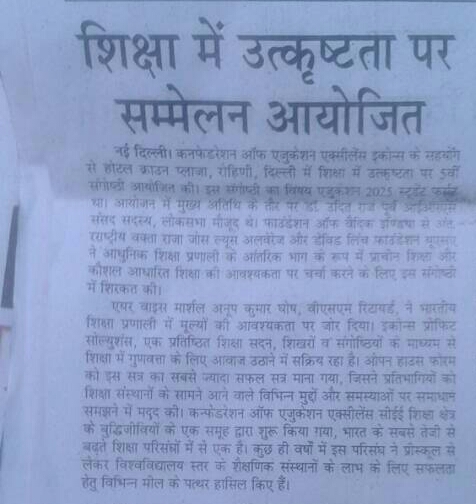 शिक्षा में उत्कृष्टता पर
सम्मेलन आयोजित
नई दिल्ली। कनफेडरेशन ऑफ एजुकेशन एक्सीलेंस इकोन्स के सहयोग
से होटल क्राउन प्लाजा, रोहिणी, दिल्ली में शिक्षा में उत्कृष्टता पर 5वीं
संगोष्ठी आयोजित की। इस संगोष्ठी का विषय एजुकेशन 2025 स्टूडेंट फर्स्ट
था। आयोजन में मुख्य अतिथि के तौर पर डॉ. उदित राज पूर्व आईआरएस
संसद सदस्य, लोकसभा मौजूद थे। फाउंडेशन ऑफ वैदिक इण्डिया से अंत-
रराष्ट्रीय वक्ता राजा जोस ल्यूस अलवरेज और डेविड लिंच फाउंडेशन यूएसए
ने आधुनिक शिक्षा प्रणाली के आंतरिक भाग के रूप में प्राचीन शिक्षा और
कौशल आधारित शिक्षा की आवश्यकता पर चर्चा करने के लिए इस संगोष्ठी
में शिरकत की।
एयर वाइस मार्शल अनूप कुमार घोष, वीएसएम रिटायर्ड, ने भारतीय
शिक्षा प्रणाली में मूल्यों की आवश्यकता पर जोर दिया। इकोन्स प्रोफिट
सोल्युशंस, एक प्रतिष्ठित शिक्षा सदन, शिखरों व संगोष्ठियों के माध्यम से
शिक्षा में गुणवत्ता के लिए आवाज उठाने में सक्रिय रहा है। ओपन हाउस फोरम
को इस सत्र का सबसे ज्यादा सफल सत्र माना गया, जिसने प्रतिभागियों को
शिक्षा संस्थानों के सामने आने वाले विभिन्न मुद्दों और समस्याओं पर समाधान
समझने में मदद की। कन्फेडरेशन ऑफ एजुकेशन एक्सीलेंस सीईई शिक्षा क्षेत्र
के बुद्धिजीवियों के एक समूह द्वारा शुरू किया गया, भारत के सबसे तेजी से
बढ़ते शिक्षा परिसंघों में से एक है। कुछ ही वर्षों में इस परिसंघ ने प्रीस्कूल से
लेकर विश्वविद्यालय स्तर के शैक्षणिक संस्थानों के लाभ के लिए सफलता
हेतु विभिन्न मील के पत्थर हासिल किए हैं।